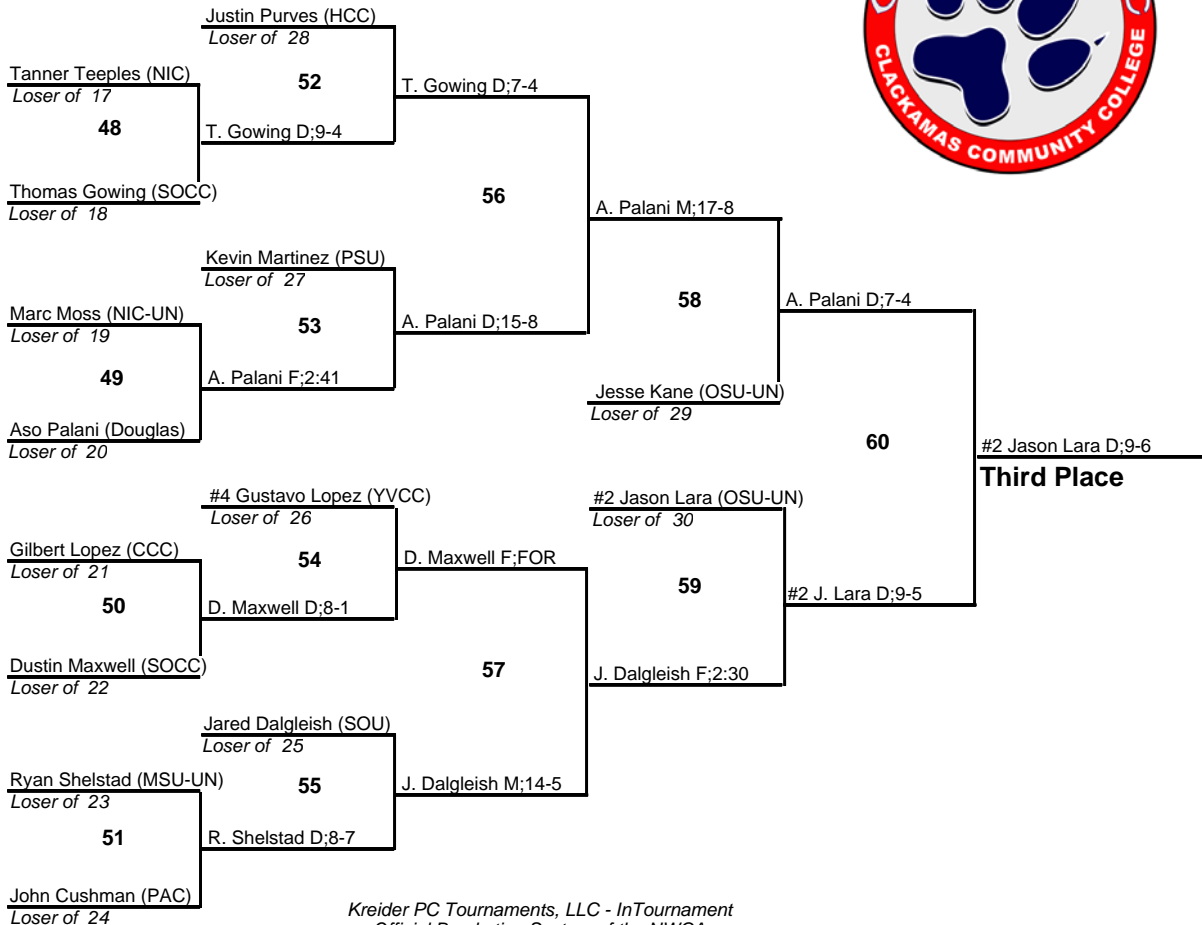 Justin Purves (HCC)
Loser of 28
52
Tanner Teeples (NIC)
Loser of 17
48
T. Gowing D;9-4
T. Gowing D;7-4
Thomas Gowing (SOCC)
Loser of 18
56
A. Palani M;17-8
Kevin Martinez (PSU)
Loser of 27
53
Marc Moss (NIC-UN)
Loser of 19
49
A. Palani F;2:41
A. Palani D;15-8
Aso Palani (Douglas)
Loser of 20
58
A. Palani D;7-4
Jesse Kane (OSU-UN)
Loser of 29
60
#2 Jason Lara D;9-6
Third Place
#4 Gustavo Lopez (YVCC)
Loser of 26
54
Gilbert Lopez (CCC)
Loser of 21
50
D. Maxwell D;8-1
D. Maxwell F;FOR
Dustin Maxwell (SOCC)
Loser of 22
#2 Jason Lara (OSU-UN)
Loser of 30
59
#2 J. Lara D;9-5
57
J. Dalgleish F;2:30
Jared Dalgleish (SOU)
Loser of 25
55
J. Dalgleish M;14-5
Ryan Shelstad (MSU-UN)
Loser of 23
51
R. Shelstad D;8-7
John Cushman (PAC)
Loser of 24
CLACKAMAS COMMUNITY COLLEGE
Kreider PC Tournaments, LLC - InTournament